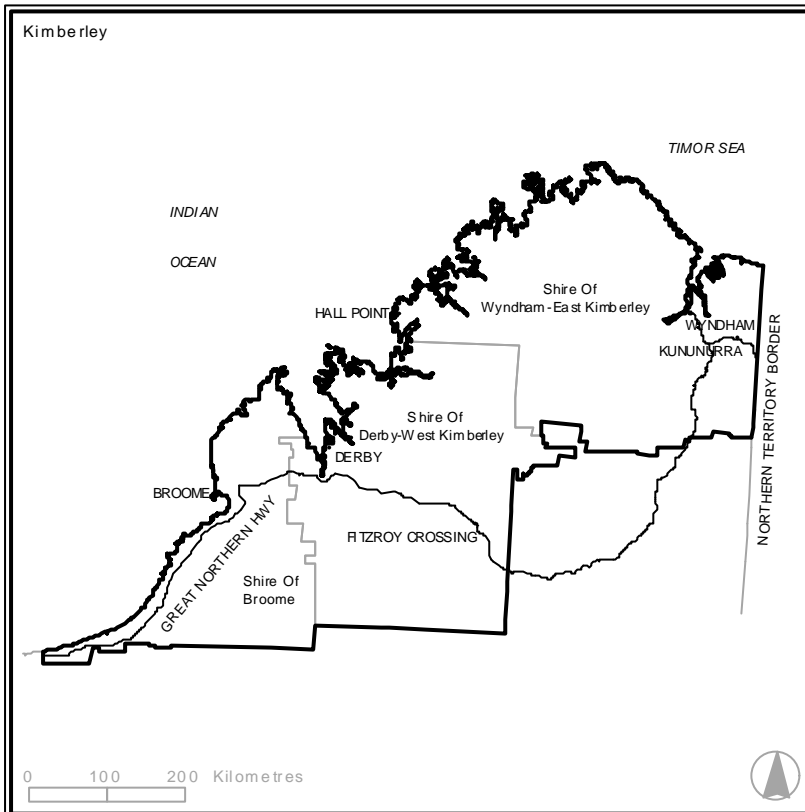 Kimberley
TIMOR SEA
INDIAN
OCEAN
Shire Of
Wyndham-East Kimberley
HALL POINT
WYNDHAM
KUNUNURRA
NORTHERN TERRITORY BORDER
Shire Of
Derby-West Kimberley
DERBY
BROOME
GREAT NORTHERN HWY
FITZROY CROSSING
Shire Of
Broome
0 100 200 Kilometres